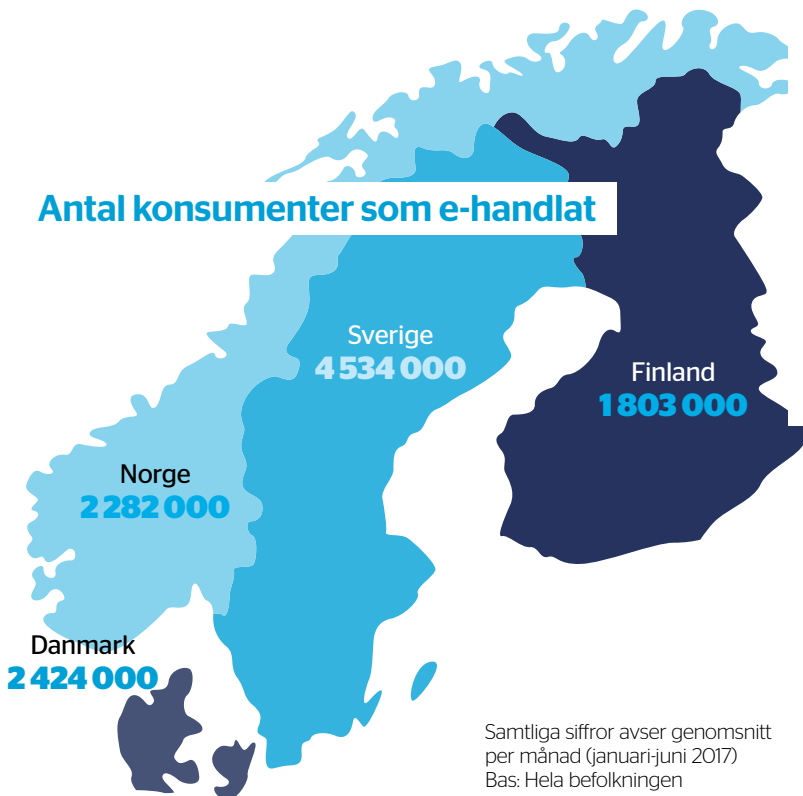 Antal konsumenter som e-handlat
Sverige
4 534 000
Finland
1 803 000
Norge
2 282 000
Danmark
2 424 000
Samtliga siffror avser genomsnitt
per månad (januari-juni 2017)
Bas: Hela befolkningen